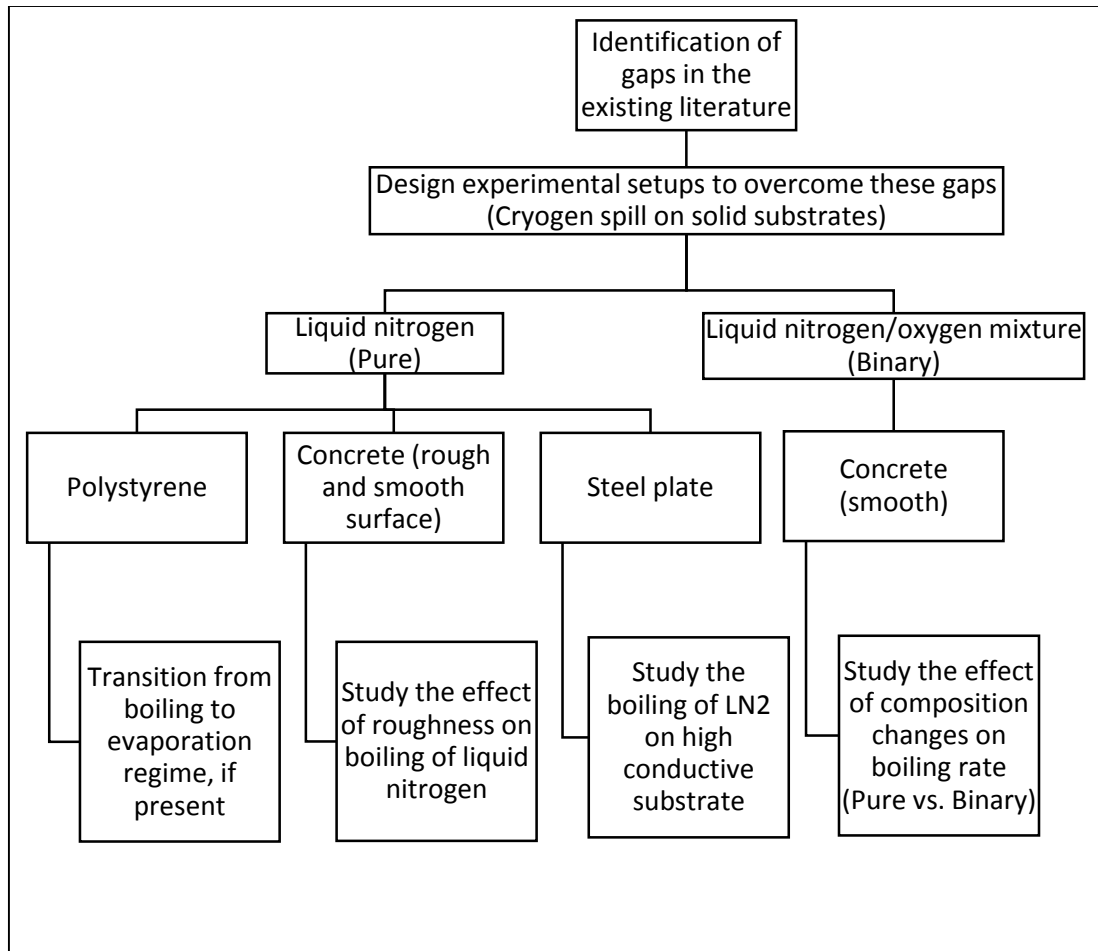 Identification of
gaps in the
existing literature
Design experimental setups to overcome these gaps
(Cryogen spill on solid substrates)
Liquid nitrogen
(Pure)
Liquid nitrogen/oxygen mixture
(Binary)
Polystyrene
Concrete (rough
and smooth
surface)
Steel plate
Concrete
(smooth)
Transition from
boiling to
evaporation
regime, if
present
Study the effect
of roughness on
boiling of liquid
nitrogen
Study the
boiling of LN2
on high
conductive
substrate
Study the effect
of composition
changes on
boiling rate
(Pure vs. Binary)